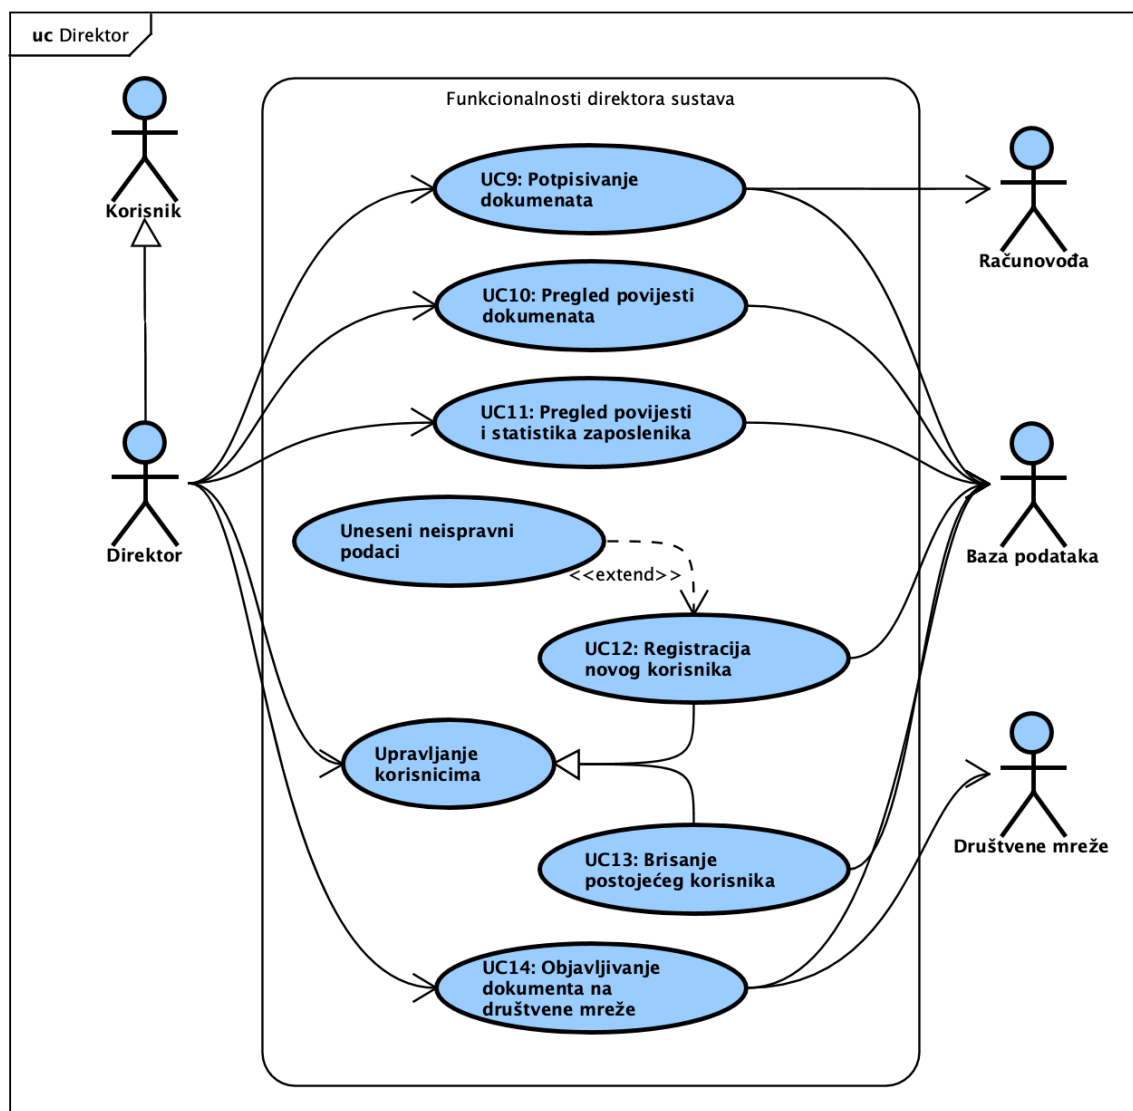 uc Direktor
Funkcionalnosti direktora sustava
Korisnik
UC9: Potpisivanje
dokumenata
Računovođa
UC10: Pregled povijesti
dokumenata
UC11: Pregled povijesti
i statistika zaposlenika
Direktor
Uneseni neispravni
podaci
Baza podataka
<<extend>>
UC12: Registracija
novog korisnika
Upravljanje
korisnicima
Društvene mreže
UC13: Brisanje
postojećeg korisnika
UC14: Objavljivanje
dokumenta na
društvene mreže